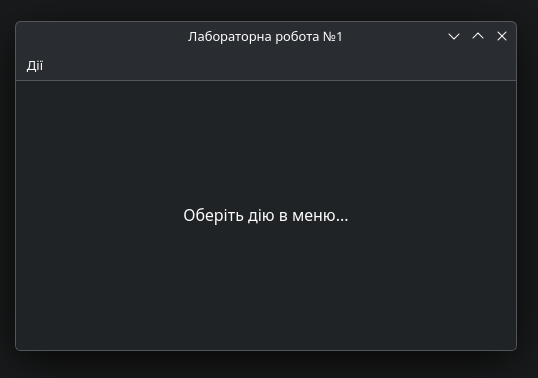 Лабораторна робота №1
Дії
Оберіть дію в меню...